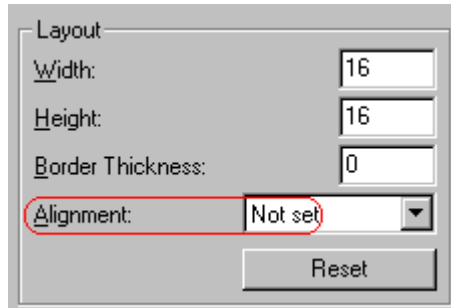 Layout
Width: 16
Height: 16
Border Thickness: 0
Alignment: Not set
Reset